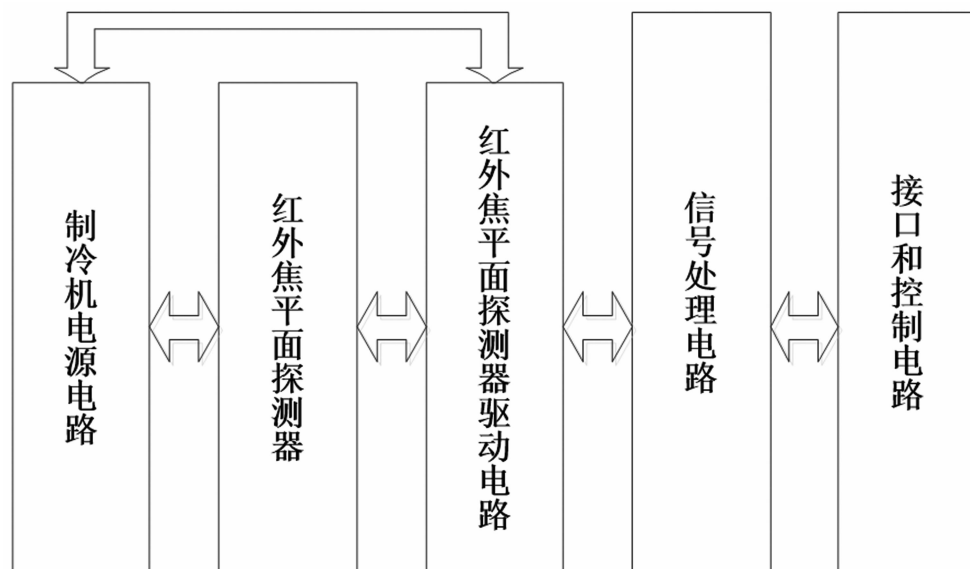 制冷机电源电路
红外焦平面探测器
红外焦平面探测器驱动电路
信号处理电路
接口和控制电路